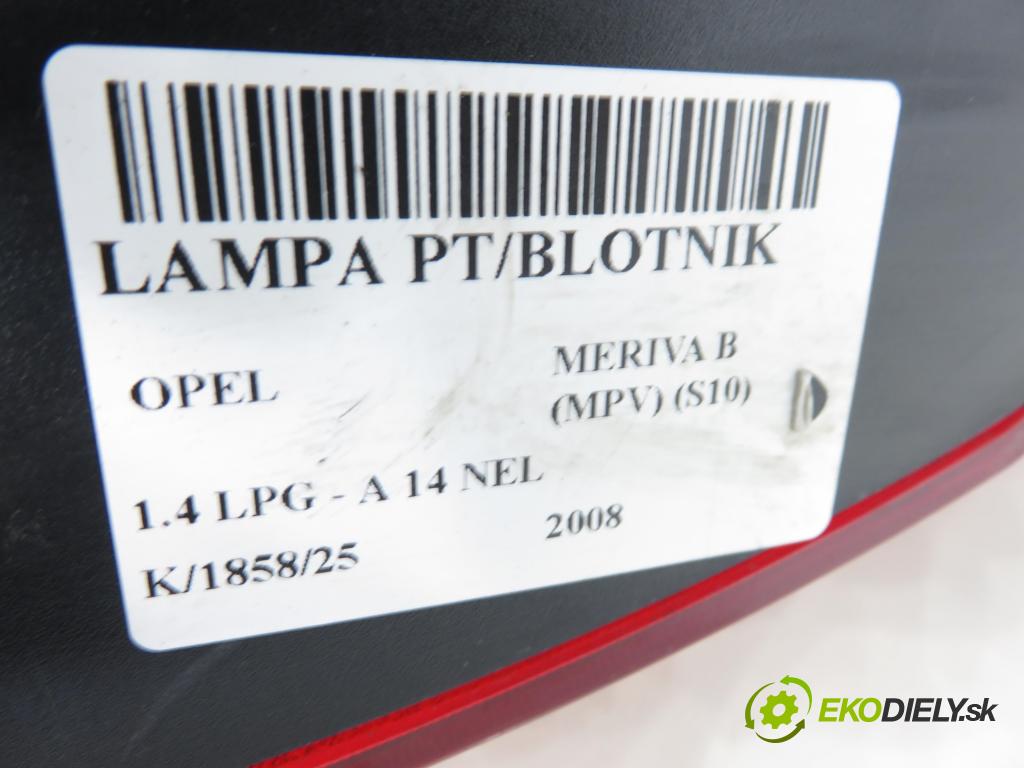 LAMPA PT/BLOTNIK
OPEL
MERIVA B
(MPV) (S10)
1.4 LPG - A 14 NEL
2008
K/1858/25
EKODIELY.sk